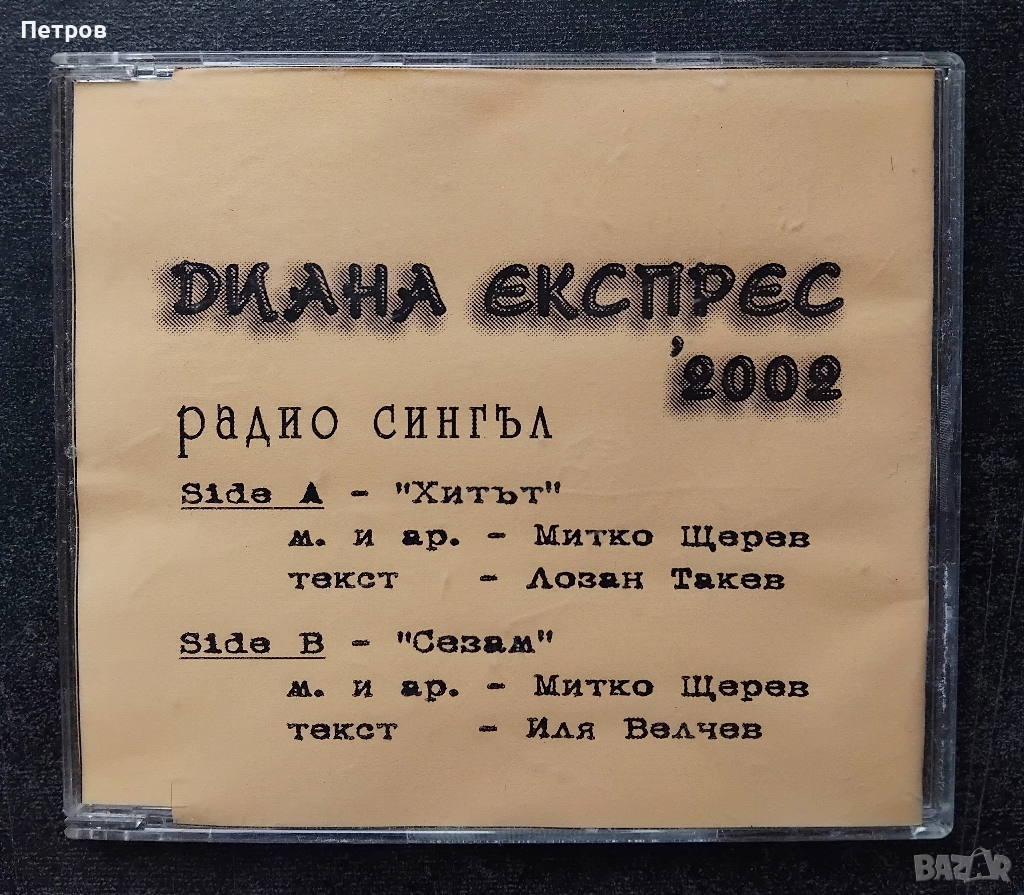 Петров
ДИАНА ЕКСПРЕС
'2002
радио сингъл
Side A - "Хитът"
м. и ар. - Митко Щерев
текст - Лозан Такев
Side B - "Сезам"
м. и ар. - Митко Щерев
текст - Иля Велчев
BAZAR